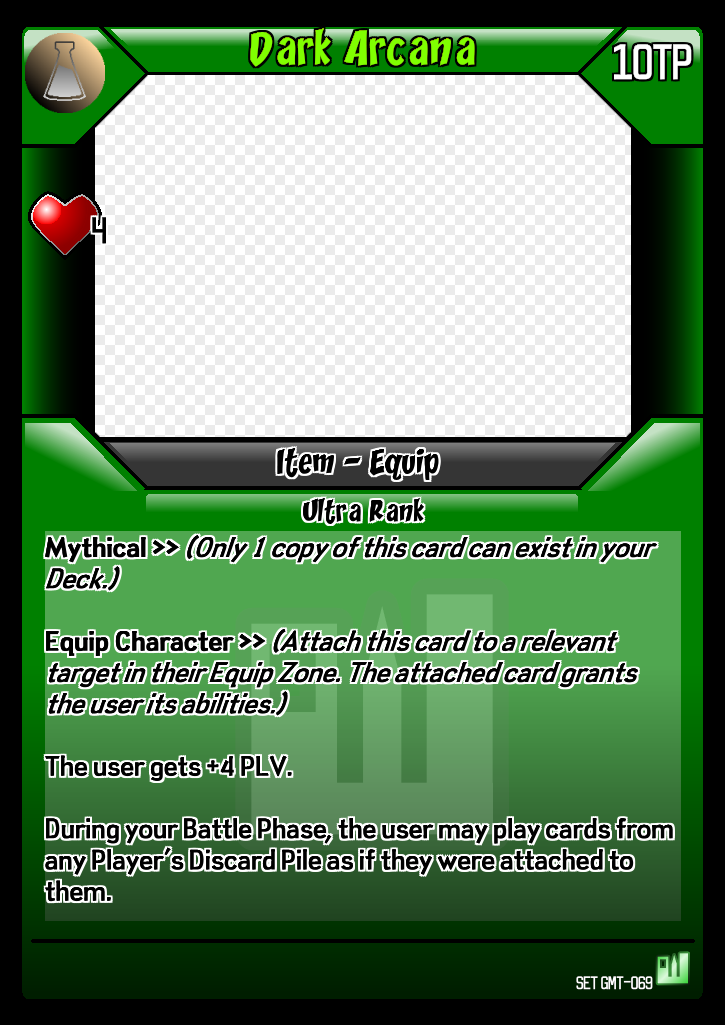 Dark Arcana
10TP
4
Item - Equip
Ultra Rank
Mythical >> (Only 1 copy of this card can exist in your
Deck.)
Equip Character >> (Attach this card to a relevant
target in their Equip Zone. The attached card grants
the user its abilities.)
The user gets +4 PLV.
During your Battle Phase, the user may play cards from
any Player's Discard Pile as if they were attached to
them.
SET GMT-069